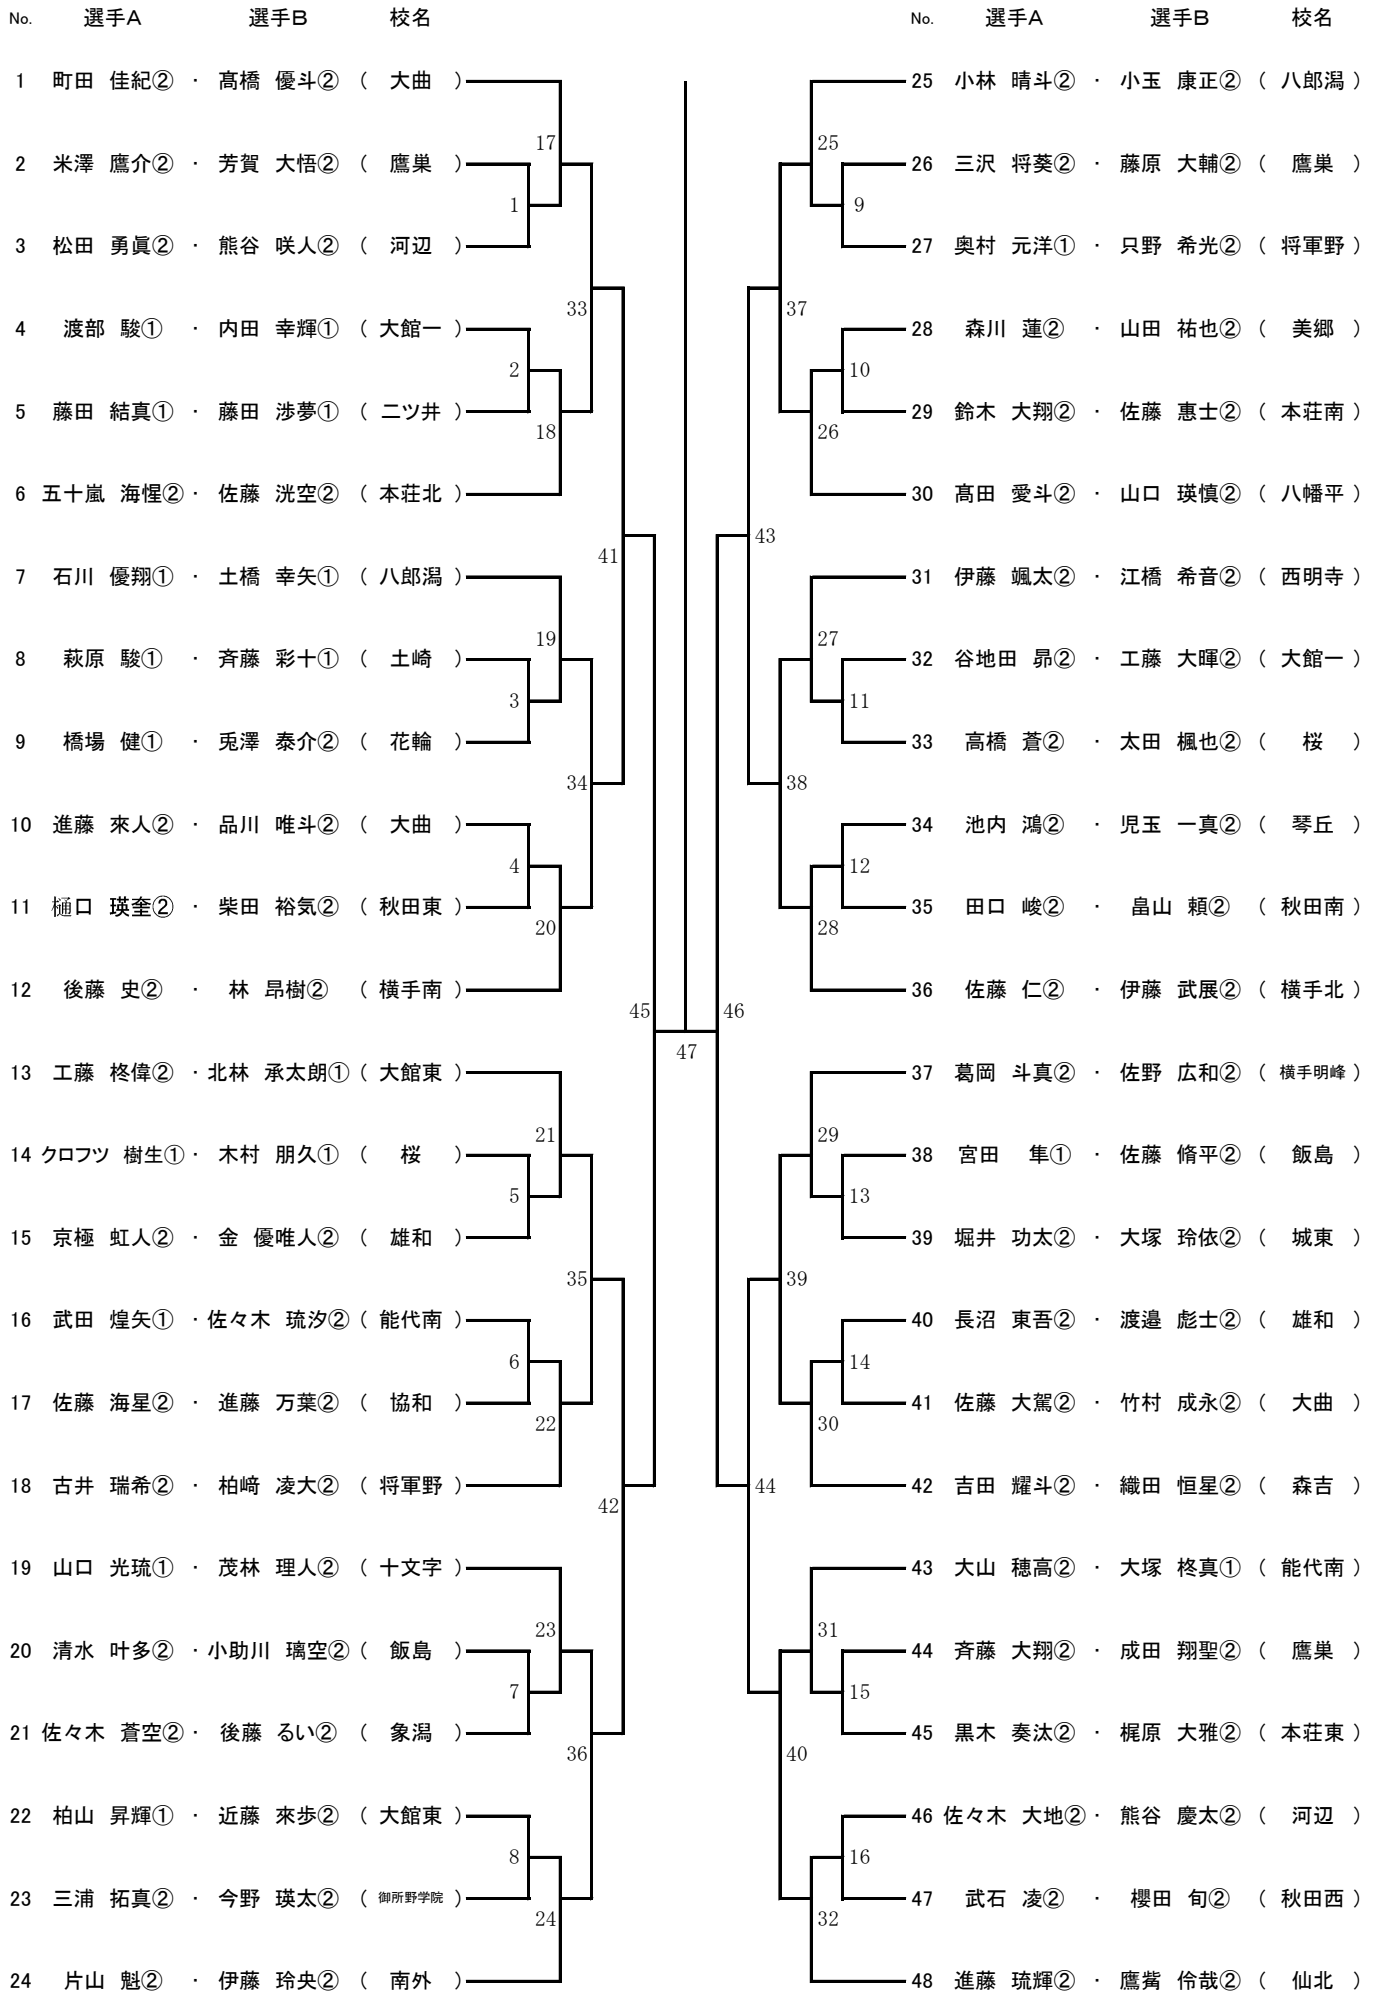 No. 選手A 選手B 校名
1 町田 佳紀② ・ 髙橋 優斗② （ 大曲 ）
17
2 米澤 鷹介② ・ 芳賀 大悟② （ 鷹巣 ）
1
3 松田 勇眞② ・ 熊谷 咲人② （ 河辺 ）
33
4 渡部 駿① ・ 内田 幸輝① （ 大館一 ）
2
5 藤田 結真① ・ 藤田 渉夢① （ 二ツ井 ）
18
6 五十嵐 海惺② ・ 佐藤 洸空② （ 本荘北 ）
41
7 石川 優翔① ・ 土橋 幸矢① （ 八郎潟 ）
19
8 萩原 駿① ・ 斉藤 彩十① （ 土崎 ）
3
9 橋場 健① ・ 兎澤 泰介② （ 花輪 ）
34
10 進藤 來人② ・ 品川 唯斗② （ 大曲 ）
4
11 樋口 瑛奎② ・ 柴田 裕気② （ 秋田東 ）
20
12 後藤 史② ・ 林 昂樹② （ 横手南 ）
45
13 工藤 柊偉② ・ 北林 承太朗① （ 大館東 ）
21
14 クロフツ 樹生① ・ 木村 朋久① （ 桜 ）
5
15 京極 虹人② ・ 金 優唯人② （ 雄和 ）
35
16 武田 煌矢① ・ 佐々木 琉汐② （ 能代南 ）
6
17 佐藤 海星② ・ 進藤 万葉② （ 協和 ）
22
18 古井 瑞希② ・ 柏﨑 凌大② （ 将軍野 ）
42
19 山口 光琉① ・ 茂林 理人② （ 十文字 ）
23
20 清水 叶多② ・ 小助川 璃空② （ 飯島 ）
7
21 佐々木 蒼空② ・ 後藤 るい② （ 象潟 ）
36
22 柏山 昇輝① ・ 近藤 来歩② （ 大館東 ）
8
23 三浦 拓真② ・ 今野 瑛太② （ 御所野学院 ）
24
24 片山 魁② ・ 伊藤 玲央② （ 南外 ）
47
No. 選手A 選手B 校名
25 小林 晴斗② ・ 小玉 康正② （ 八郎潟 ）
25
26 三沢 将葵② ・ 藤原 大輔② （ 鷹巣 ）
9
27 奥村 元洋① ・ 只野 希光② （ 将軍野 ）
37
28 森川 蓮② ・ 山田 祐也② （ 美郷 ）
10
29 鈴木 大翔② ・ 佐藤 惠士② （ 本荘南 ）
26
30 髙田 愛斗② ・ 山口 瑛慎② （ 八幡平 ）
43
31 伊藤 颯太② ・ 江橋 希音② （ 西明寺 ）
27
32 谷地田 昴② ・ 工藤 大暉② （ 大館一 ）
11
33 高橋 蒼② ・ 太田 楓也② （ 桜 ）
38
34 池内 鴻② ・ 児玉 一真② （ 琴丘 ）
12
35 田口 峻② ・ 畠山 頼② （ 秋田南 ）
28
36 佐藤 仁② ・ 伊藤 武展② （ 横手北 ）
46
37 葛岡 斗真② ・ 佐野 広和② （ 横手明峰 ）
29
38 宮田 隼① ・ 佐藤 脩平② （ 飯島 ）
13
39 堀井 功太② ・ 大塚 玲依② （ 城東 ）
39
40 長沼 東吾② ・ 渡邉 彪士② （ 雄和 ）
14
41 佐藤 大駕② ・ 竹村 成永② （ 大曲 ）
30
42 吉田 耀斗② ・ 織田 恒星② （ 森吉 ）
44
43 大山 穂高② ・ 大塚 柊真① （ 能代南 ）
31
44 斉藤 大翔② ・ 成田 翔聖② （ 鷹巣 ）
15
45 黒木 奏汰② ・ 梶原 大雅② （ 本荘東 ）
40
46 佐々木 大地② ・ 熊谷 慶太② （ 河辺 ）
16
47 武石 凌② ・ 櫻田 旬② （ 秋田西 ）
32
48 進藤 琉輝② ・ 鷹觜 伶哉② （ 仙北 ）